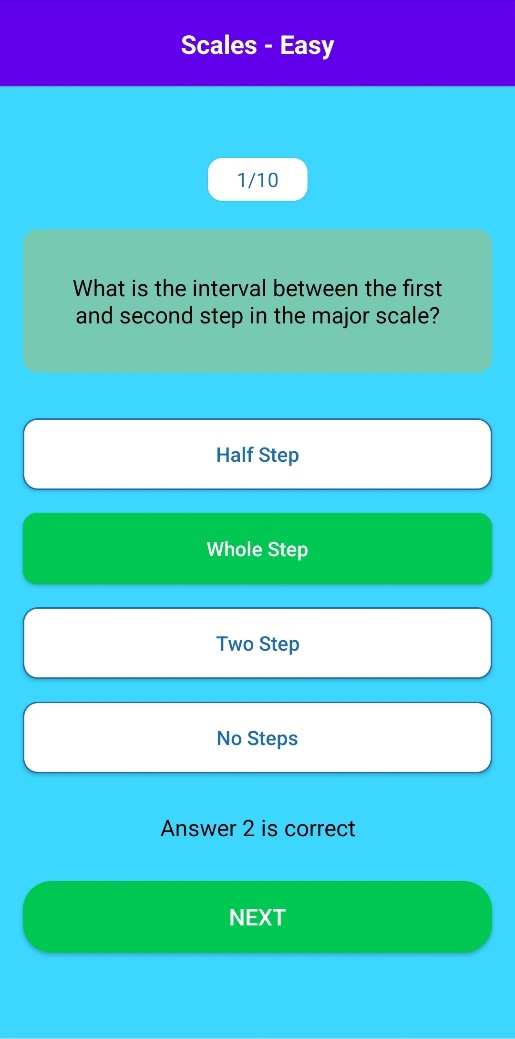 Scales - Easy
1/10
What is the interval between the first
and second step in the major scale?
Half Step
Whole Step
Two Step
No Steps
Answer 2 is correct
NEXT